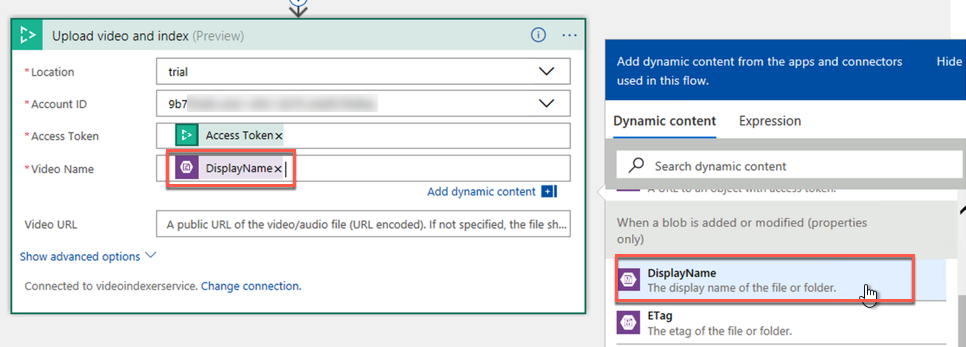 Upload video and index (Preview)
* Location
trial
* Account ID
9b7
* Access Token
Access Token ×
* Video Name
DisplayName ×
Add dynamic content
Video URL
A public URL of the video/audio file (URL encoded). If not specified, the file sh...
Show advanced options
Connected to videoindexerservice. Change connection.
Add dynamic content from the apps and connectors
used in this flow.
Hide
Dynamic content
Expression
Search dynamic content
A URL to an object with access token.
When a blob is added or modified (properties
only)
DisplayName
The display name of the file or folder.
ETag
The etag of the file or folder.